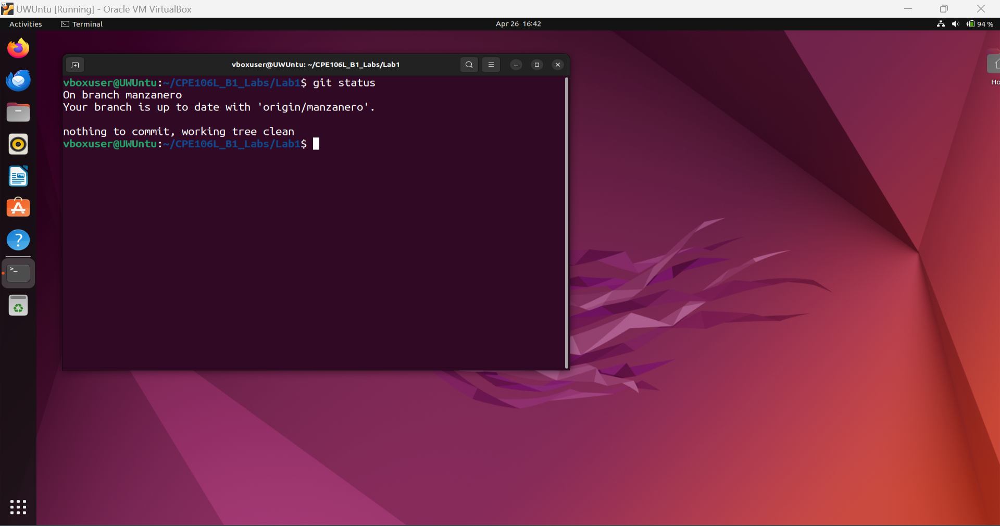 UWUntu [Running] - Oracle VM VirtualBox
Activities Terminal Apr 26 16:42 94 %
vboxuser@UWUntu: ~/CPE106L_B1_Labs/Lab1
vboxuser@UWUntu:~/CPE106L_B1_Labs/Lab1$ git status
On branch manzanero
Your branch is up to date with 'origin/manzanero'.
nothing to commit, working tree clean
vboxuser@UWUntu:~/CPE106L_B1_Labs/Lab1$
Ho